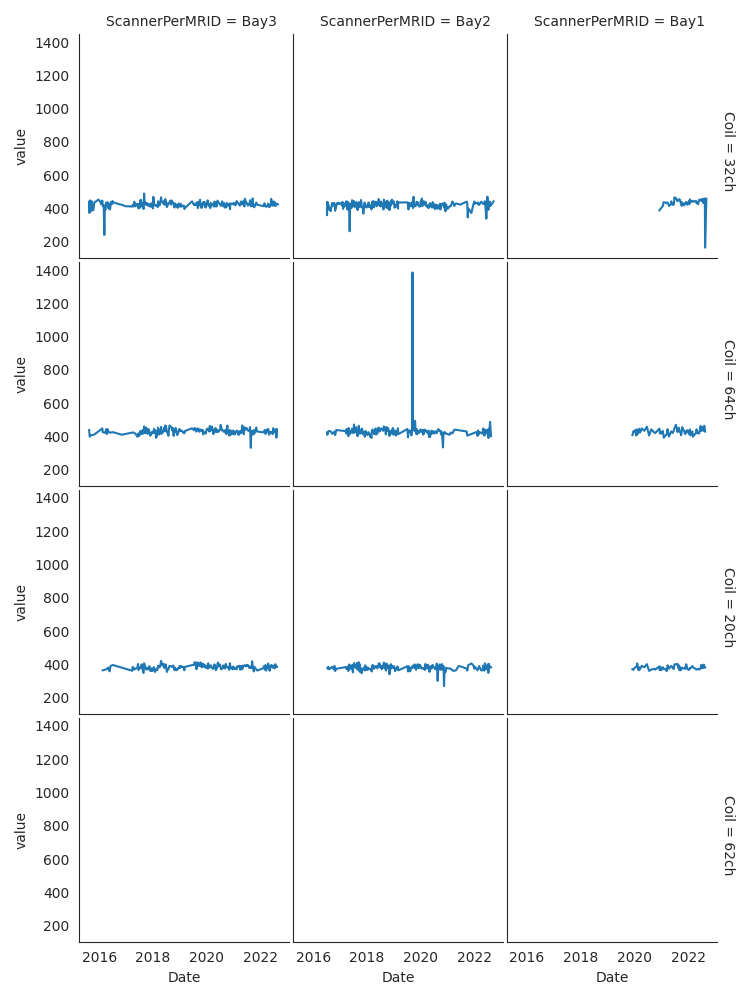 ScannerPerMRID = Bay3 ScannerPerMRID = Bay2 ScannerPerMRID = Bay1
1400
1200
1000
800
600
400
200
value
Coil = 32ch
1400
1200
1000
800
600
400
200
value
Coil = 64ch
1400
1200
1000
800
600
400
200
value
Coil = 20ch
1400
1200
1000
800
600
400
200
value
Coil = 62ch
2016 2018 2020 2022 2016 2018 2020 2022 2016 2018 2020 2022
Date Date Date